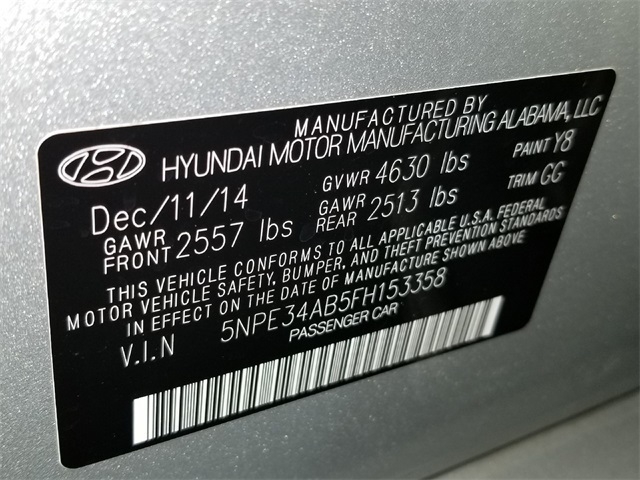 MANUFACTURED BY
HYUNDAI MOTOR MANUFACTURING ALABAMA, LLC
Dec/11/14 GVWR 4630 lbs PAINT Y8
GAWR FRONT 2557 lbs GAWR REAR 2513 lbs TRIM GG
THIS VEHICLE CONFORMS TO ALL APPLICABLE U.S.A. FEDERAL
MOTOR VEHICLE SAFETY, BUMPER, AND THEFT PREVENTION STANDARDS
IN EFFECT ON THE DATE OF MANUFACTURE SHOWN ABOVE
V.I.N 5NPE34AB5FH153358
PASSENGER CAR